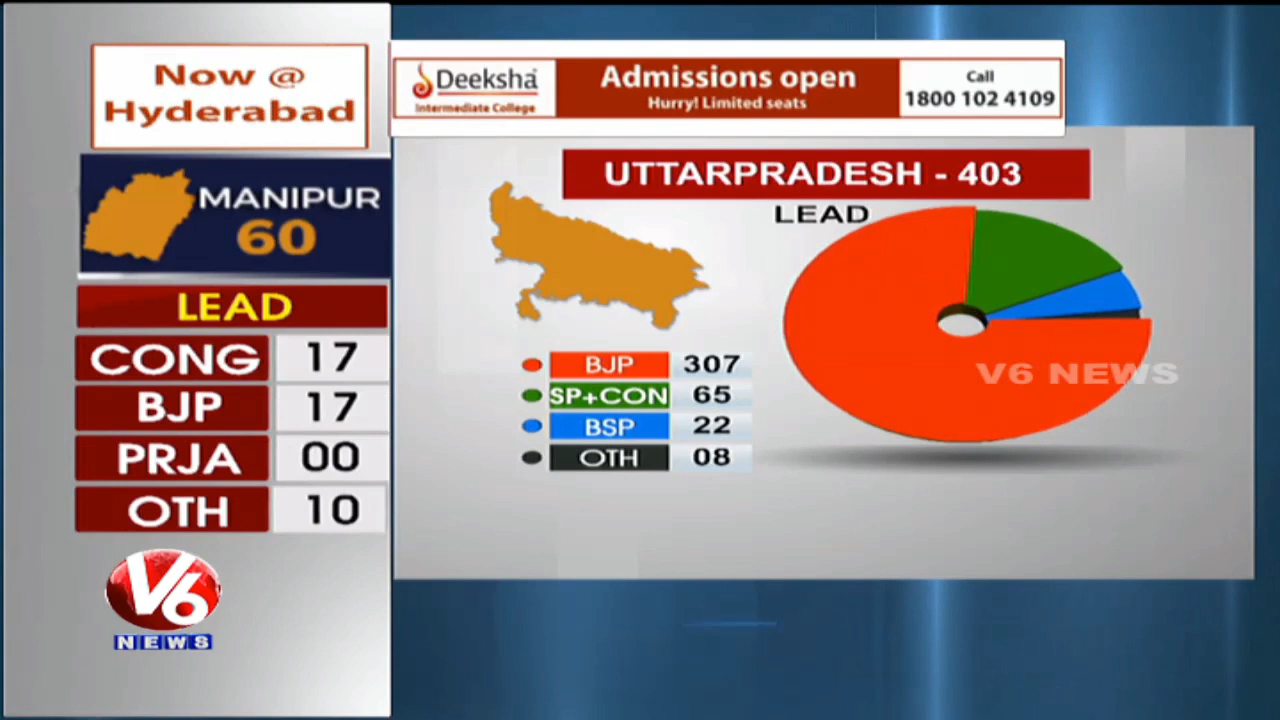 Now @
Hyderabad
Deeksha
Intermediate College
Admissions open
Hurry! Limited seats
Call
1800 102 4109
MANIPUR
60
LEAD
CONG 17
BJP 17
PRJA 00
OTH 10
V6
NEWS
UTTARPRADESH - 403
LEAD
BJP 307
SP+CON 65
BSP 22
OTH 08
V6 NEWS